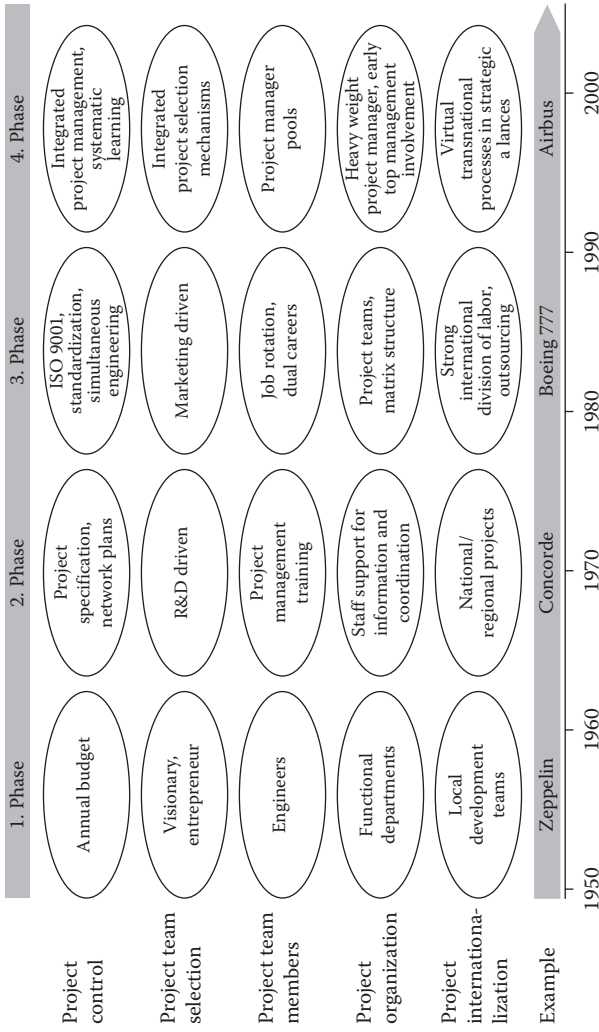 1. Phase
2. Phase
3. Phase
4. Phase
Project
control
Annual budget
Project
specification,
network plans
ISO 9001,
standardization,
simultaneous
engineering
Integrated
project management,
systematic
learning
Project team
selection
Visionary,
entrepreneur
R&D driven
Marketing driven
Integrated
project selection
mechanisms
Project team
members
Engineers
Project
management
training
Job rotation,
dual careers
Project manager
pools
Project
organization
Functional
departments
Staff support for
information and
coordination
Project teams,
matrix structure
Heavy weight
project manager, early
top management
involvement
Project
internationa-
lization
Local
development
teams
National/
regional projects
Strong
international
division of labor,
outsourcing
Virtual
transnational
processes in strategic
a lances
Example
Zeppelin
Concorde
Boeing 777
Airbus
1950
1960
1970
1980
1990
2000